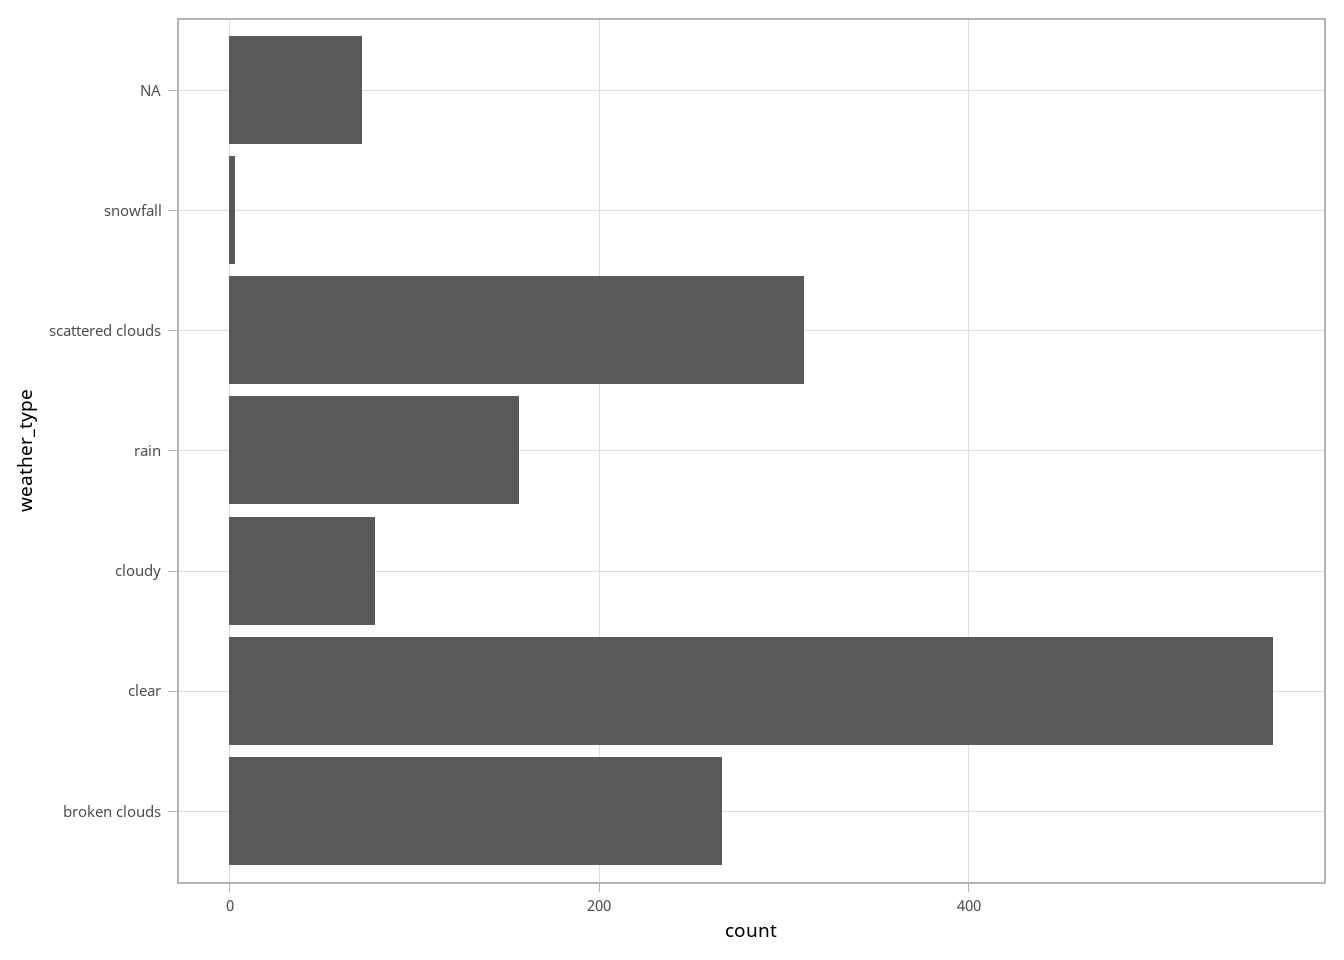 NA
snowfall
scattered clouds
rain
cloudy
clear
broken clouds
weather_type
0
200
400
count